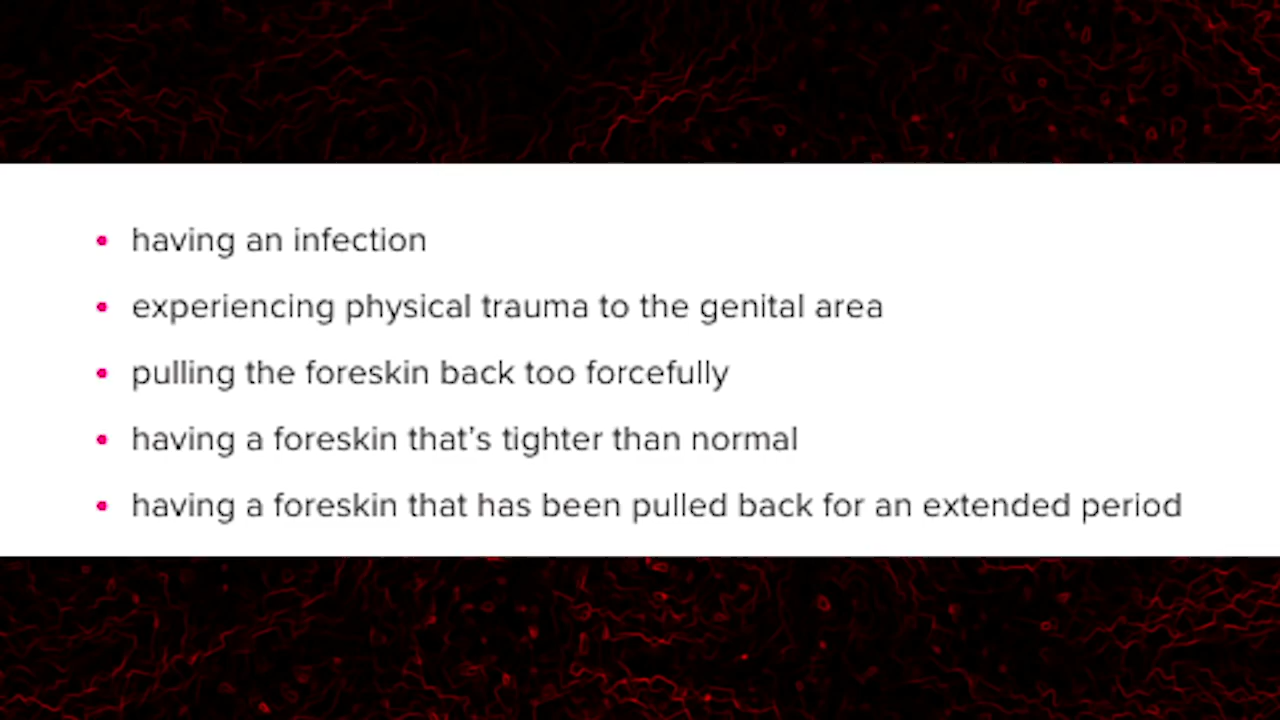 • having an infection
• experiencing physical trauma to the genital area
• pulling the foreskin back too forcefully
• having a foreskin that's tighter than normal
• having a foreskin that has been pulled back for an extended period